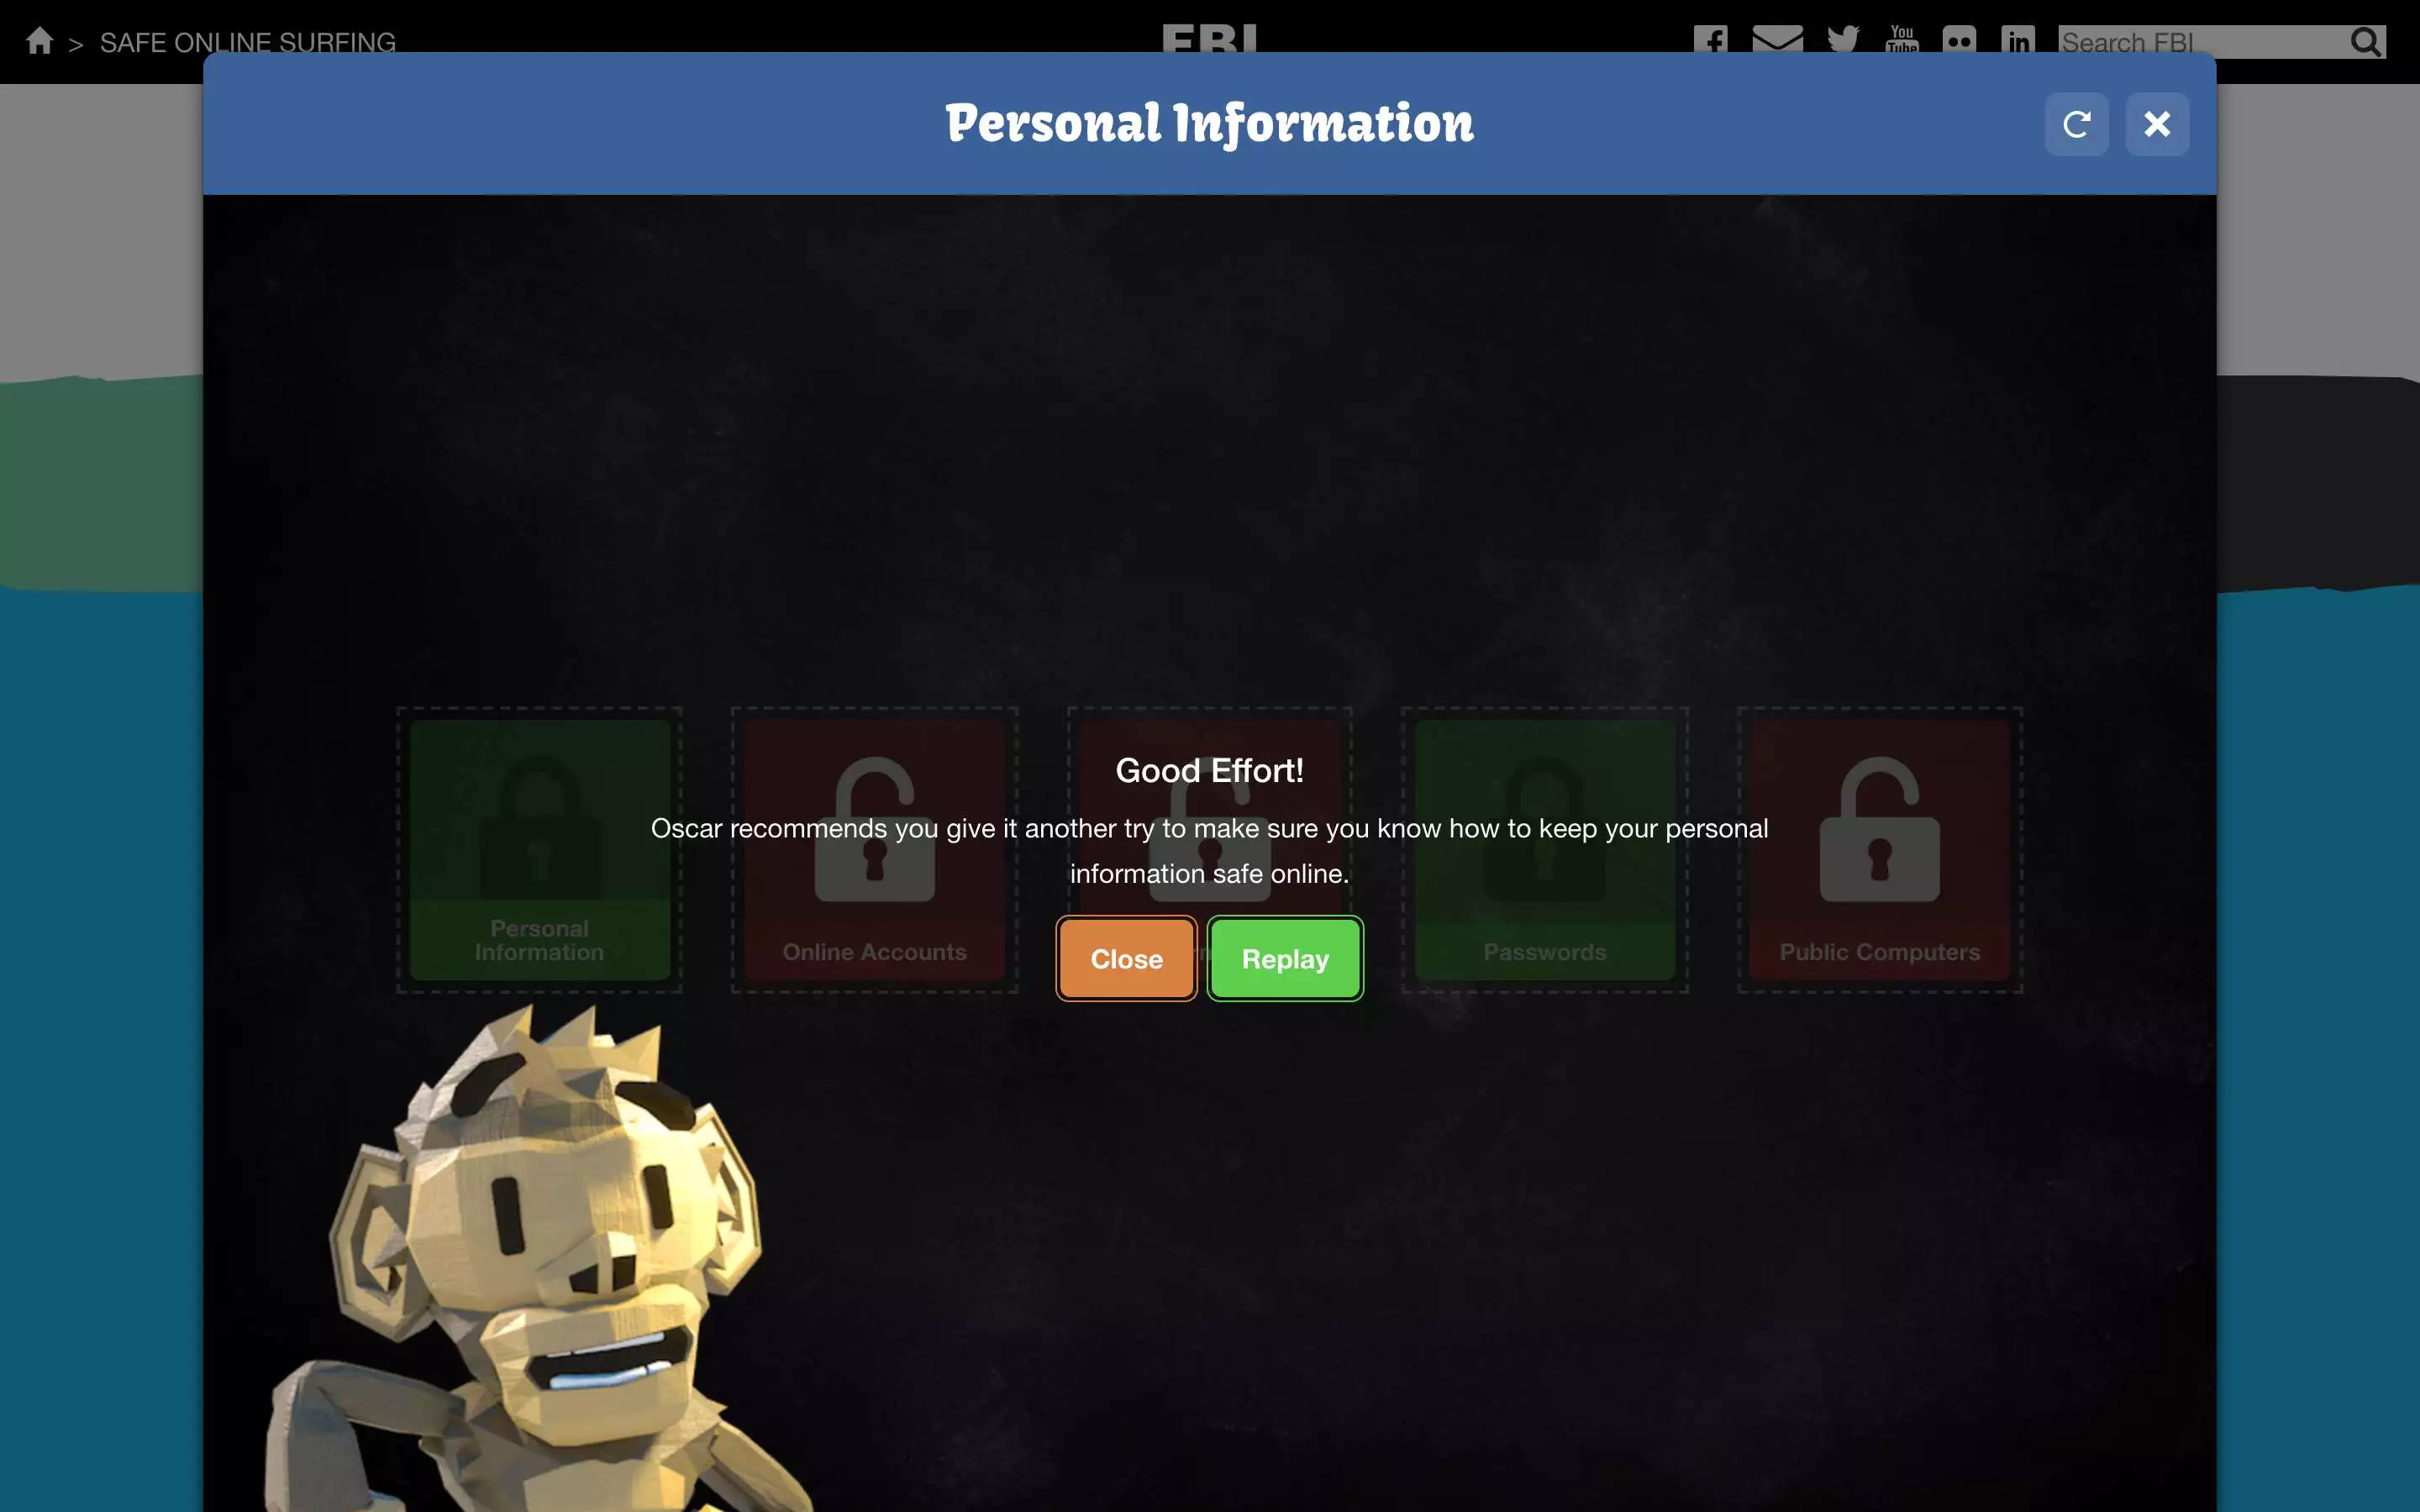 > SAFE ONLINE SURFING
FBI
You
Tube
Search FBI
Personal Information
Good Effort!
Oscar recommends you give it another try to make sure you know how to keep your personal
information safe online.
Personal
Information
Online Accounts
Passwords
Public Computers
Close
Replay